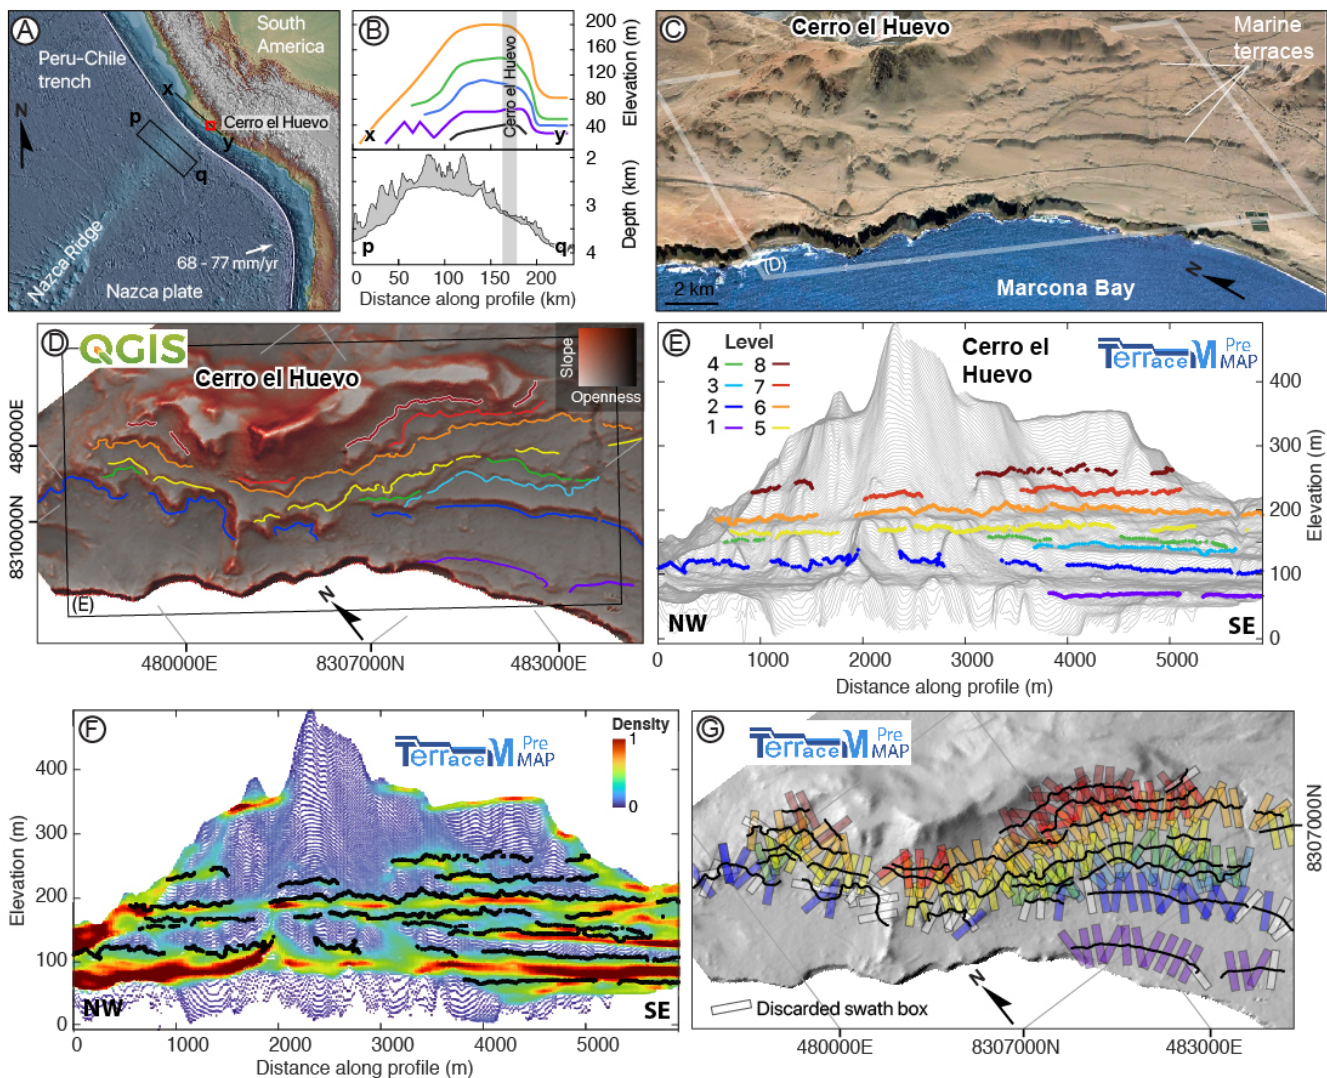 A
South
America
Peru-Chile
trench
N
x
p
Cerro el Huevo
y
q
Nazca Ridge
68 - 77 mm/yr
Nazca plate
B
Cerro el Huevo
200
160
120
80
40
Elevation (m)
x
y
2
3
4
Depth (km)
p
q
0
50
100
150
200
Distance along profile (km)
C
Cerro el Huevo
Marine
terraces
(D)
2 km
Marcona Bay
N
D
QGIS
Cerro el Huevo
Slope
Openness
480000E
8310000N
(E)
N
480000E
8307000N
483000E
E
Level
4
8
3
7
2
6
1
5
Cerro el
Huevo
TerraceM
Pre
MAP
400
300
200
100
0
Elevation (m)
NW
SE
0
1000
2000
3000
4000
5000
Distance along profile (m)
F
TerraceM
Pre
MAP
Density
1
0
400
300
200
100
0
Elevation (m)
NW
SE
0
1000
2000
3000
4000
5000
Distance along profile (m)
G
TerraceM
Pre
MAP
8307000N
Discarded swath box
N
480000E
8307000N
483000E